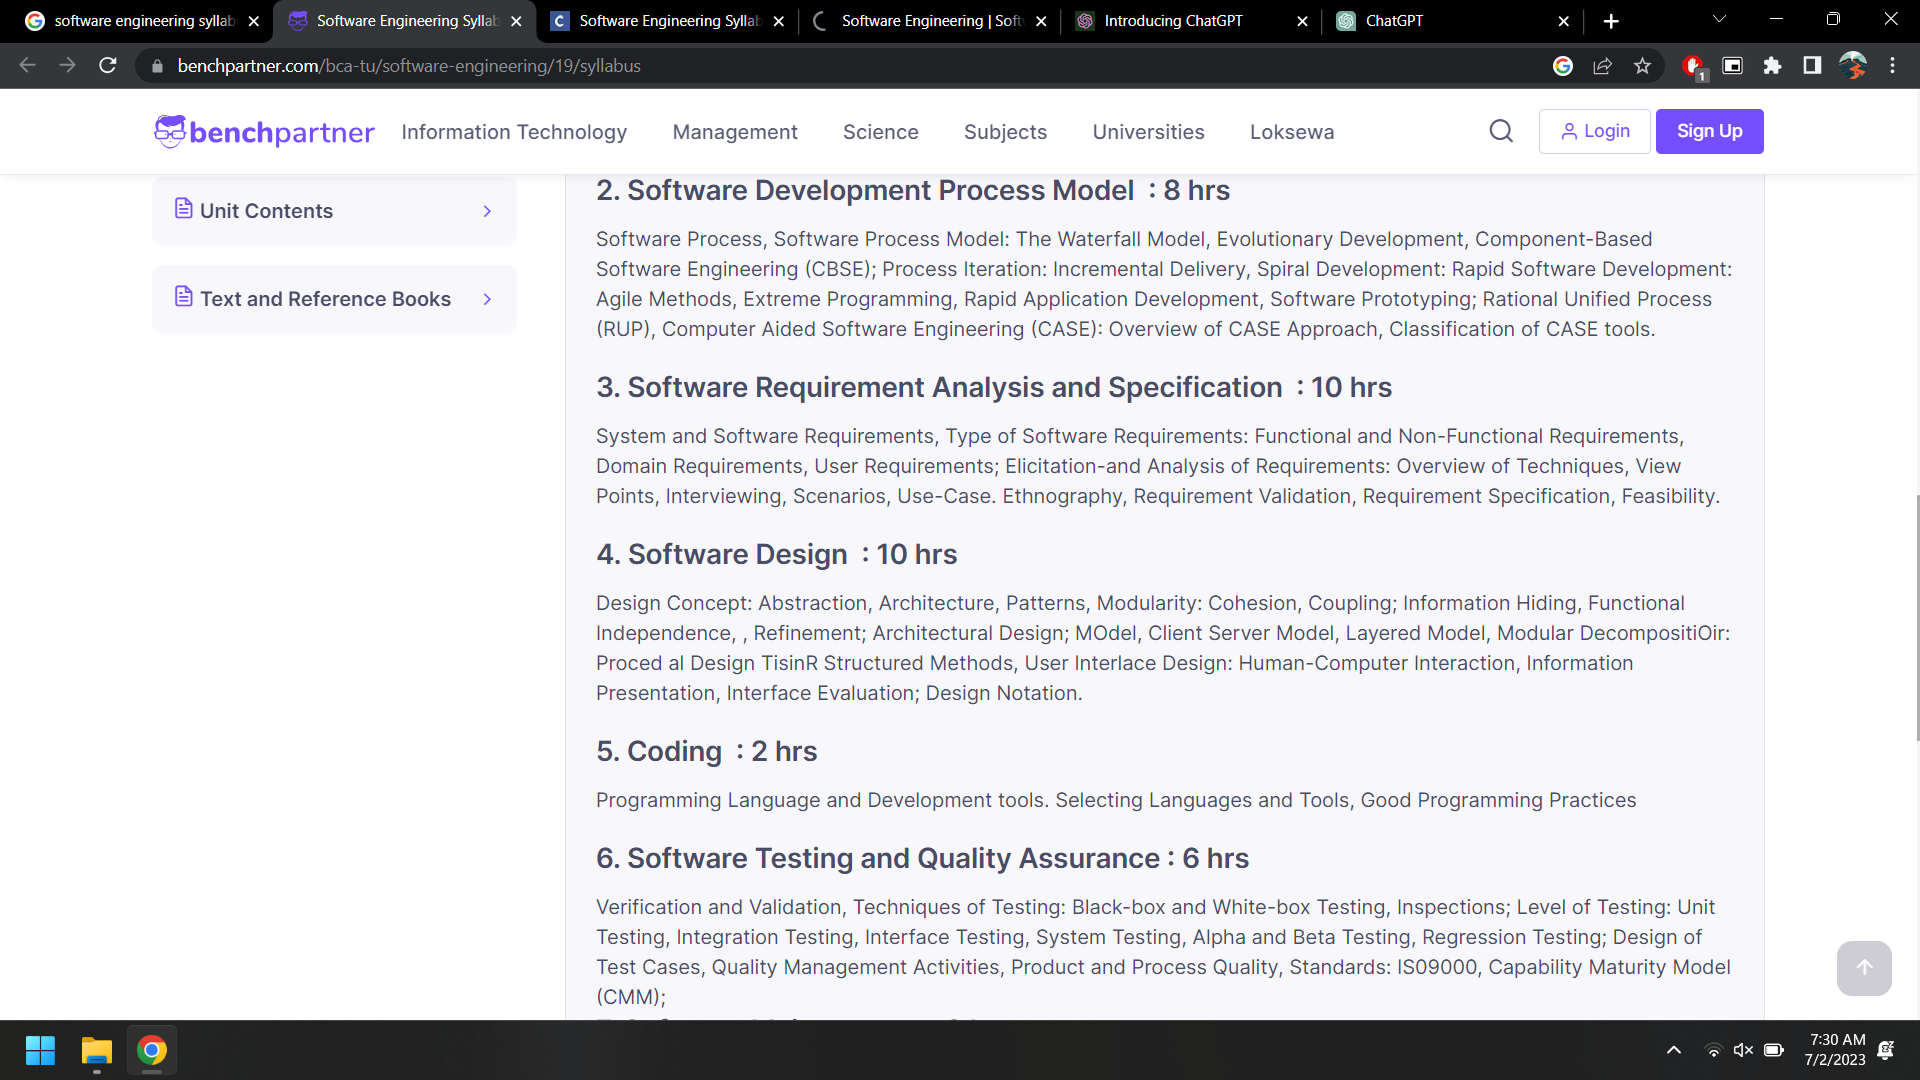 software engineering syllab
Software Engineering Syllab
Software Engineering Syllab
Software Engineering | Soft
Introducing ChatGPT
ChatGPT
benchpartner.com/bca-tu/software-engineering/19/syllabus
1
benchpartner
Information Technology
Management
Science
Subjects
Universities
Loksewa
Login
Sign Up
Unit Contents
Text and Reference Books
2. Software Development Process Model : 8 hrs
Software Process, Software Process Model: The Waterfall Model, Evolutionary Development, Component-Based
Software Engineering (CBSE); Process Iteration: Incremental Delivery, Spiral Development: Rapid Software Development:
Agile Methods, Extreme Programming, Rapid Application Development, Software Prototyping; Rational Unified Process
(RUP), Computer Aided Software Engineering (CASE): Overview of CASE Approach, Classification of CASE tools.
3. Software Requirement Analysis and Specification : 10 hrs
System and Software Requirements, Type of Software Requirements: Functional and Non-Functional Requirements,
Domain Requirements, User Requirements; Elicitation-and Analysis of Requirements: Overview of Techniques, View
Points, Interviewing, Scenarios, Use-Case. Ethnography, Requirement Validation, Requirement Specification, Feasibility.
4. Software Design : 10 hrs
Design Concept: Abstraction, Architecture, Patterns, Modularity: Cohesion, Coupling; Information Hiding, Functional
Independence, , Refinement; Architectural Design; MOdel, Client Server Model, Layered Model, Modular DecompositiOir:
Proced al Design TisinR Structured Methods, User Interlace Design: Human-Computer Interaction, Information
Presentation, Interface Evaluation; Design Notation.
5. Coding : 2 hrs
Programming Language and Development tools. Selecting Languages and Tools, Good Programming Practices
6. Software Testing and Quality Assurance : 6 hrs
Verification and Validation, Techniques of Testing: Black-box and White-box Testing, Inspections; Level of Testing: Unit
Testing, Integration Testing, Interface Testing, System Testing, Alpha and Beta Testing, Regression Testing; Design of
Test Cases, Quality Management Activities, Product and Process Quality, Standards: IS09000, Capability Maturity Model
(CMM);
7:30 AM
7/2/2023